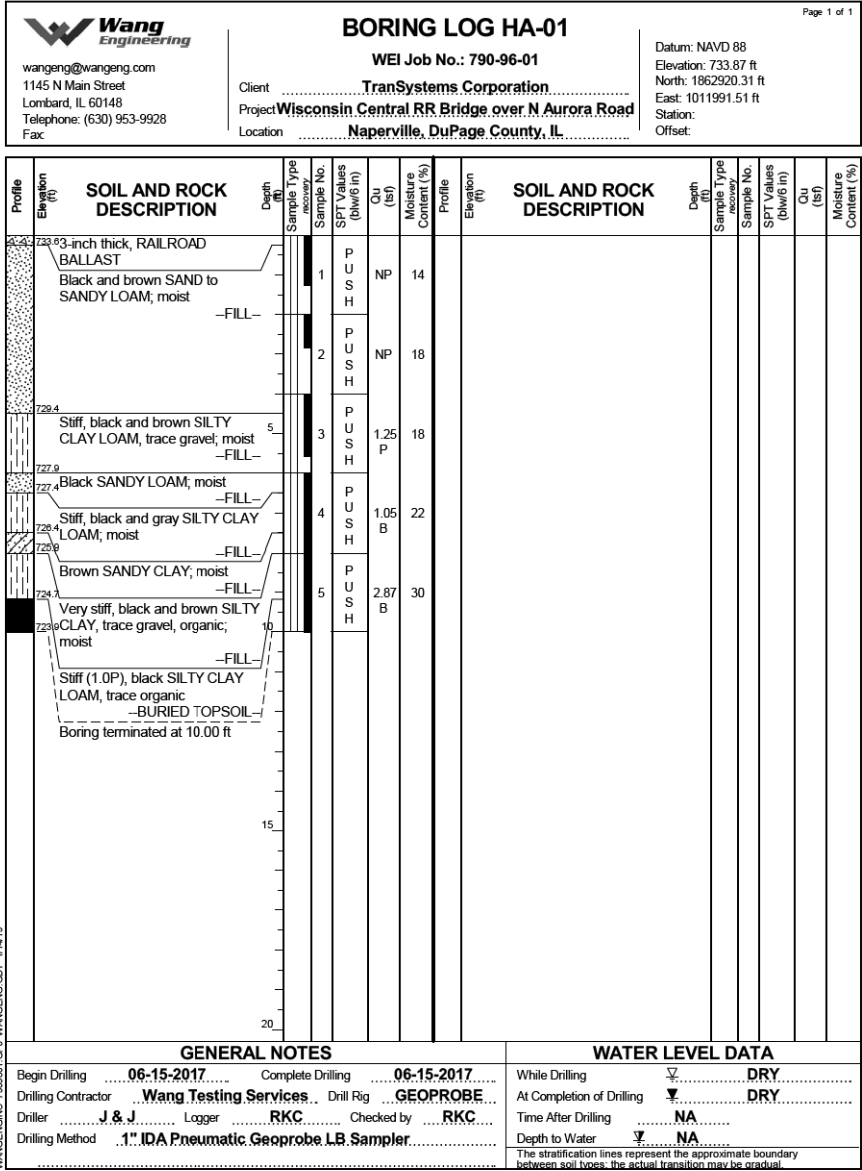 Page 1 of 1
Wang
Engineering
wangeng@wangeng.com
1145 N Main Street
Lombard, IL 60148
Telephone: (630) 953-9928
Fax:
BORING LOG HA-01
WEI Job No.: 790-96-01
Client TranSystems Corporation
Project Wisconsin Central RR Bridge over N Aurora Road
Location Naperville, DuPage County, IL
Datum: NAVD 88
Elevation: 733.87 ft
North: 1862920.31 ft
East: 1011991.51 ft
Station:
Offset:
Profile
Elevation (ft)
SOIL AND ROCK DESCRIPTION
Depth (ft)
Sample Type
recovery
Sample No.
SPT Values (blw/6 in)
Qu (tsf)
Moisture Content (%)
Profile
Elevation (ft)
SOIL AND ROCK DESCRIPTION
Depth (ft)
Sample Type
recovery
Sample No.
SPT Values (blw/6 in)
Qu (tsf)
Moisture Content (%)
733.6 3-inch thick, RAILROAD
BALLAST
Black and brown SAND to
SANDY LOAM; moist
--FILL--
1 PUSH NP 14
2 PUSH NP 18
729.4
Stiff, black and brown SILTY
CLAY LOAM, trace gravel; moist
--FILL--
5
3 PUSH 1.25 P 18
727.9
Black SANDY LOAM; moist
727.4
--FILL--
Stiff, black and gray SILTY CLAY
LOAM; moist
726.4
--FILL--
4 PUSH 1.05 B 22
725.9
Brown SANDY CLAY; moist
--FILL--
724.7
Very stiff, black and brown SILTY
CLAY, trace gravel, organic;
moist
--FILL--
5 PUSH 2.87 B 30
723.9
10
Stiff (1.0P), black SILTY CLAY
LOAM, trace organic
--BURIED TOPSOIL--
Boring terminated at 10.00 ft
15
20
GENERAL NOTES
Begin Drilling 06-15-2017 Complete Drilling 06-15-2017
Drilling Contractor Wang Testing Services Drill Rig GEOPROBE
Driller J & J Logger RKC Checked by RKC
Drilling Method 1" IDA Pneumatic Geoprobe LB Sampler
WATER LEVEL DATA
While Drilling DRY
At Completion of Drilling DRY
Time After Drilling NA
Depth to Water NA
The stratification lines represent the approximate boundary
between soil types; the actual transition may be gradual.